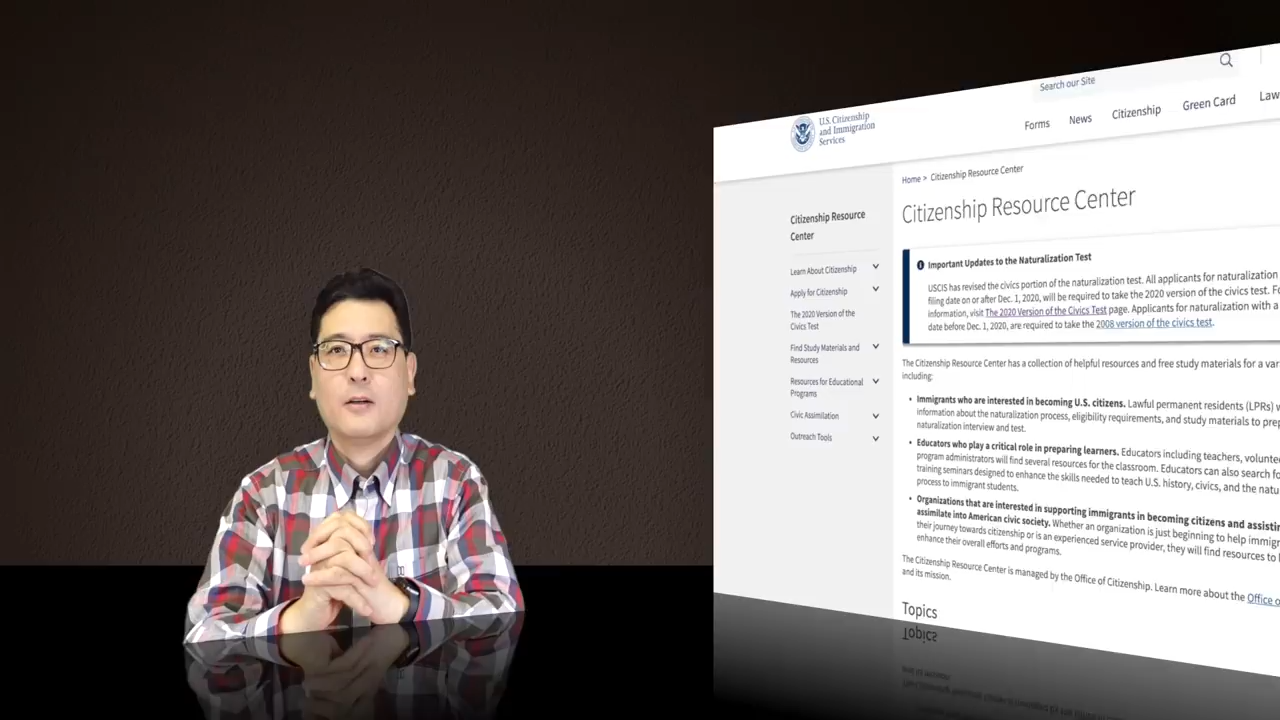 Search our Site
U.S. Citizenship
and Immigration
Services
Forms
News
Citizenship
Green Card
Law
Home > Citizenship Resource Center
Citizenship Resource
Center
Learn About Citizenship
Apply for Citizenship
The 2020 Version of the
Civics Test
Find Study Materials and
Resources
Resources for Educational
Programs
Civic Assimilation
Outreach Tools
Citizenship Resource Center
Important Updates to the Naturalization Test
USCIS has revised the civics portion of the naturalization test. All applicants for naturalization
filing date on or after Dec. 1, 2020, will be required to take the 2020 version of the civics test. Fo
information, visit The 2020 Version of the Civics Test page. Applicants for naturalization with a
date before Dec. 1, 2020, are required to take the 2008 version of the civics test.
The Citizenship Resource Center has a collection of helpful resources and free study materials for a var
including:
• Immigrants who are interested in becoming U.S. citizens. Lawful permanent residents (LPRs) w
information about the naturalization process, eligibility requirements, and study materials to prep
naturalization interview and test.
• Educators who play a critical role in preparing learners. Educators including teachers, voluntee
program administrators will find several resources for the classroom. Educators can also search fo
training seminars designed to enhance the skills needed to teach U.S. history, civics, and the natu
process to immigrant students.
• Organizations that are interested in supporting immigrants in becoming citizens and assistin
assimilate into American civic society. Whether an organization is just beginning to help immigr
their journey towards citizenship or is an experienced service provider, they will find resources to
enhance their overall efforts and programs.
The Citizenship Resource Center is managed by the Office of Citizenship. Learn more about the Office o
and its mission.
Topics